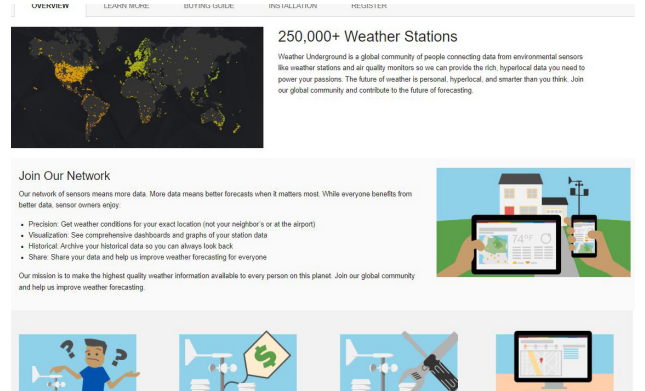 OVERVIEW LEARN MORE BUYING GUIDE INSTALLATION REGISTER
250,000+ Weather Stations
Weather Underground is a global community of people connecting data from environmental sensors
like weather stations and air quality monitors so we can provide the rich, hyperlocal data you need to
power your passions. The future of weather is personal, hyperlocal, and smarter than you think. Join
our global community and contribute to the future of forecasting.
Join Our Network
Our network of sensors means more data. More data means better forecasts when it matters most. While everyone benefits from
better data, sensor owners enjoy:
• Precision: Get weather conditions for your exact location (not your neighbor's or at the airport)
• Visualization: See comprehensive dashboards and graphs of your station data
• Historical: Archive your historical data so you can always look back
• Share: Share your data and help us improve weather forecasting for everyone
Our mission is to make the highest quality weather information available to every person on this planet. Join our global community
and help us improve weather forecasting.
74°F
? ? ?
$